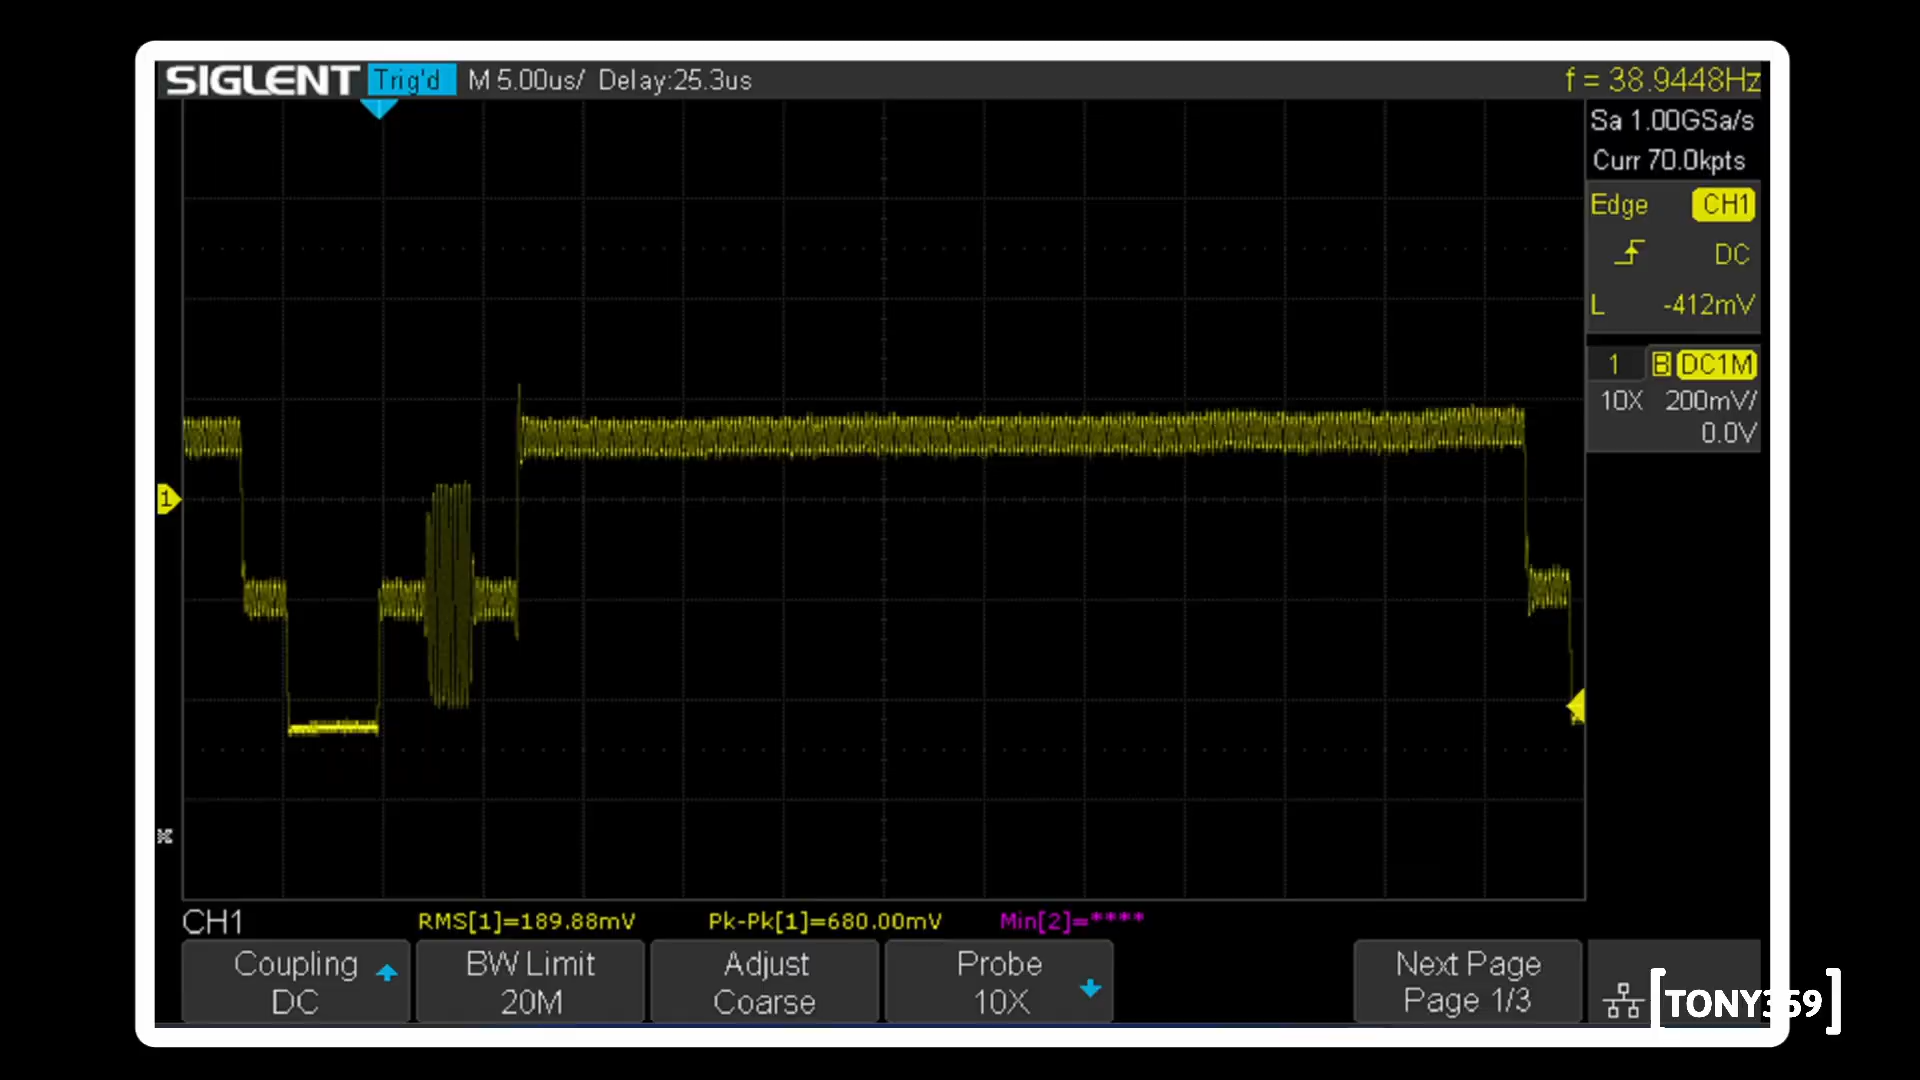 SIGLENT Trig'd M 5.00us/ Delay:25.3us f = 38.9448Hz
Sa 1.00GSa/s
Curr 70.0kpts
Edge CH1
DC
L -412mV
1 B DC1M
10X 200mV/
0.0V
1
CH1 RMS[1]=189.88mV Pk-Pk[1]=680.00mV Min[2]=****
Coupling BW Limit Adjust Probe Next Page
DC 20M Coarse 10X Page 1/3
[TONY359]